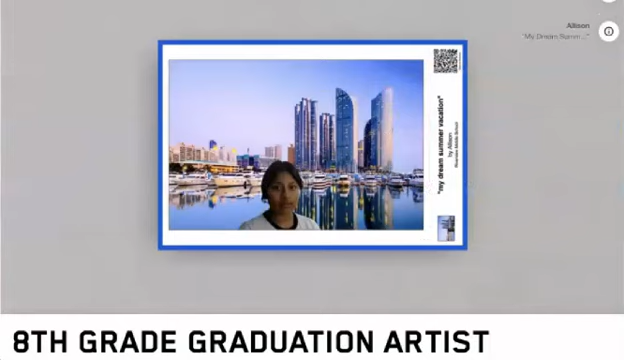 Allison
"My Dream Summ..."
"my dream summer vacation"
by Allison
8TH GRADE GRADUATION ARTIST